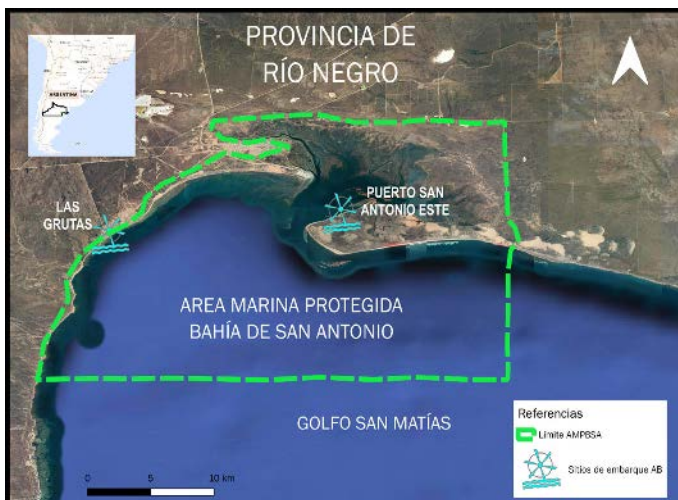 PROVINCIA DE
RÍO NEGRO
ARGENTINA
LAS
GRUTAS
PUERTO SAN
ANTONIO ESTE
AREA MARINA PROTEGIDA
BAHÍA DE SAN ANTONIO
GOLFO SAN MATÍAS
Referencias
Límite AMPBSA
Sitios de embarque AB
0 5 10 km